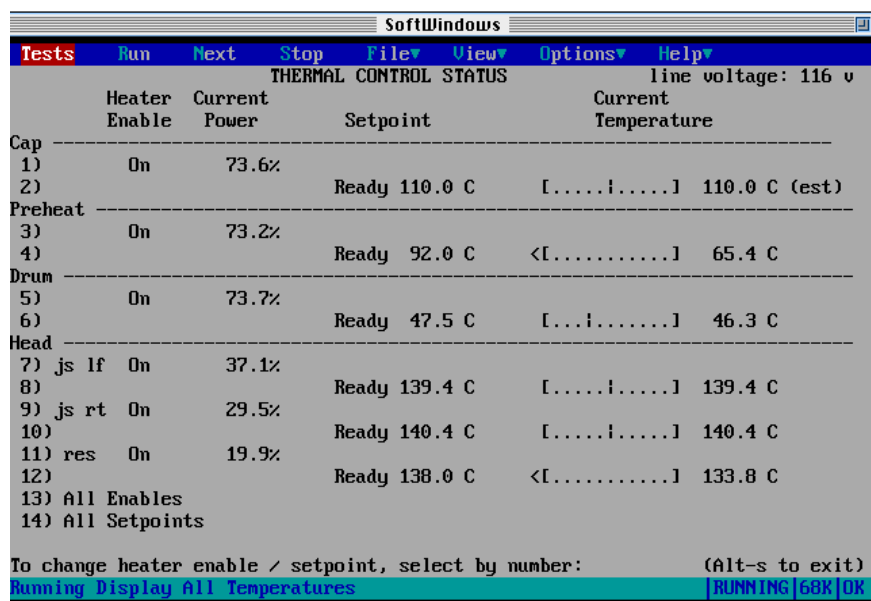 SoftWindows
Tests Run Next Stop File▼ View▼ Options▼ Help▼
THERMAL CONTROL STATUS line voltage: 116 v
Heater Current Current
Enable Power Setpoint Temperature
Cap
1) On 73.6%
2) Ready 110.0 C [.....¦.....] 110.0 C (est)
Preheat
3) On 73.2%
4) Ready 92.0 C <[...........] 65.4 C
Drum
5) On 73.7%
6) Ready 47.5 C [...¦.......] 46.3 C
Head
7) js lf On 37.1%
8) Ready 139.4 C [.....¦.....] 139.4 C
9) js rt On 29.5%
10) Ready 140.4 C [.....¦.....] 140.4 C
11) res On 19.9%
12) Ready 138.0 C <[...........] 133.8 C
13) All Enables
14) All Setpoints
To change heater enable / setpoint, select by number: (Alt-s to exit)
Running Display All Temperatures |RUNNING|68K|OK